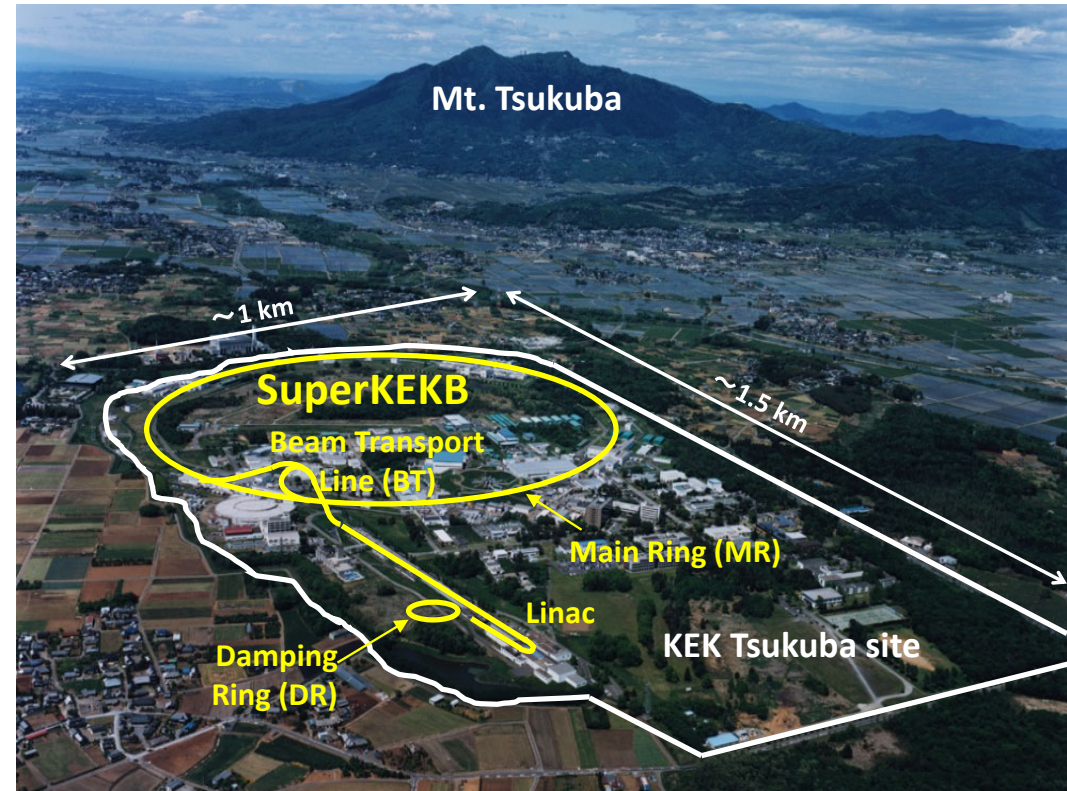 Mt. Tsukuba
～1 km
～1.5 km
SuperKEKB
Beam Transport
Line (BT)
Main Ring (MR)
Linac
KEK Tsukuba site
Damping
Ring (DR)